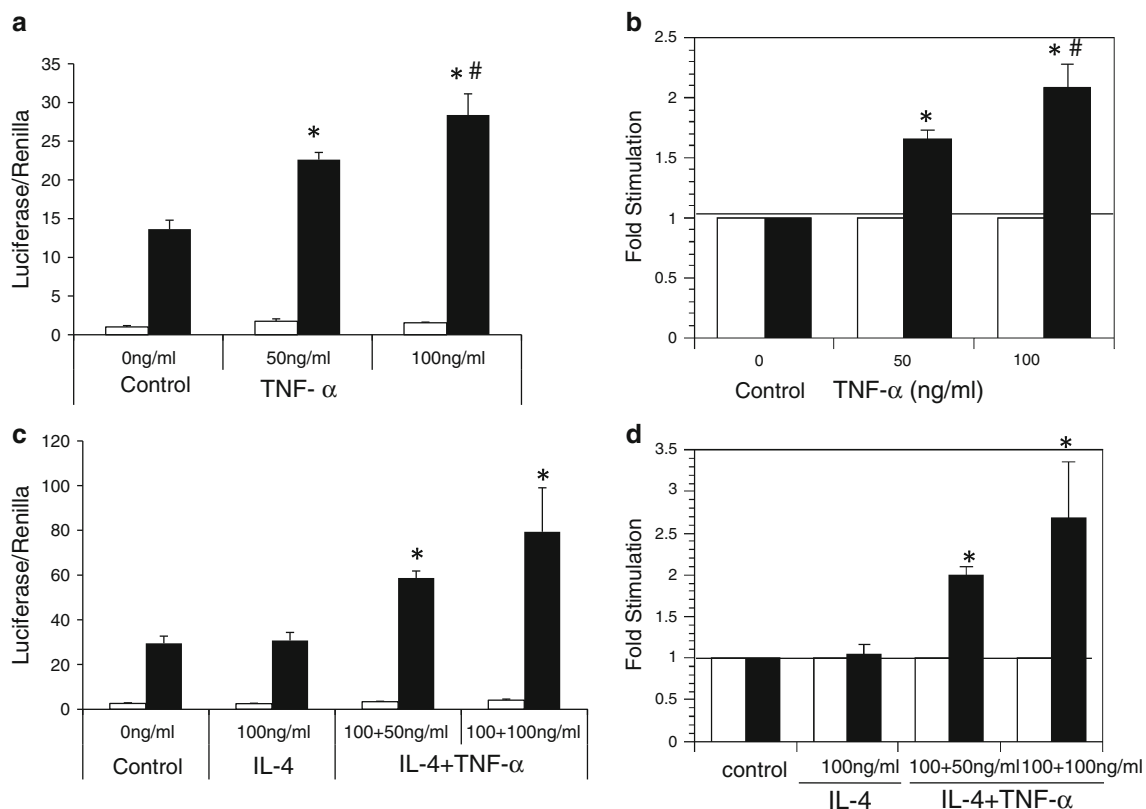 a
Luciferase/Renilla
40
35
30
25
20
15
10
5
0
*
* #
0ng/ml 50ng/ml 100ng/ml
Control TNF- α
b
Fold Stimulation
2.5
2
1.5
1
0.5
0
*
* #
0 50 100
Control TNF-α (ng/ml)
c
Luciferase/Renilla
120
100
80
60
40
20
0
*
*
0ng/ml 100ng/ml 100+50ng/ml 100+100ng/ml
Control IL-4 IL-4+TNF-α
d
Fold Stimulation
3.5
3
2.5
2
1.5
1
0.5
0
*
*
control 100ng/ml 100+50ng/ml 100+100ng/ml
IL-4 IL-4+TNF-α